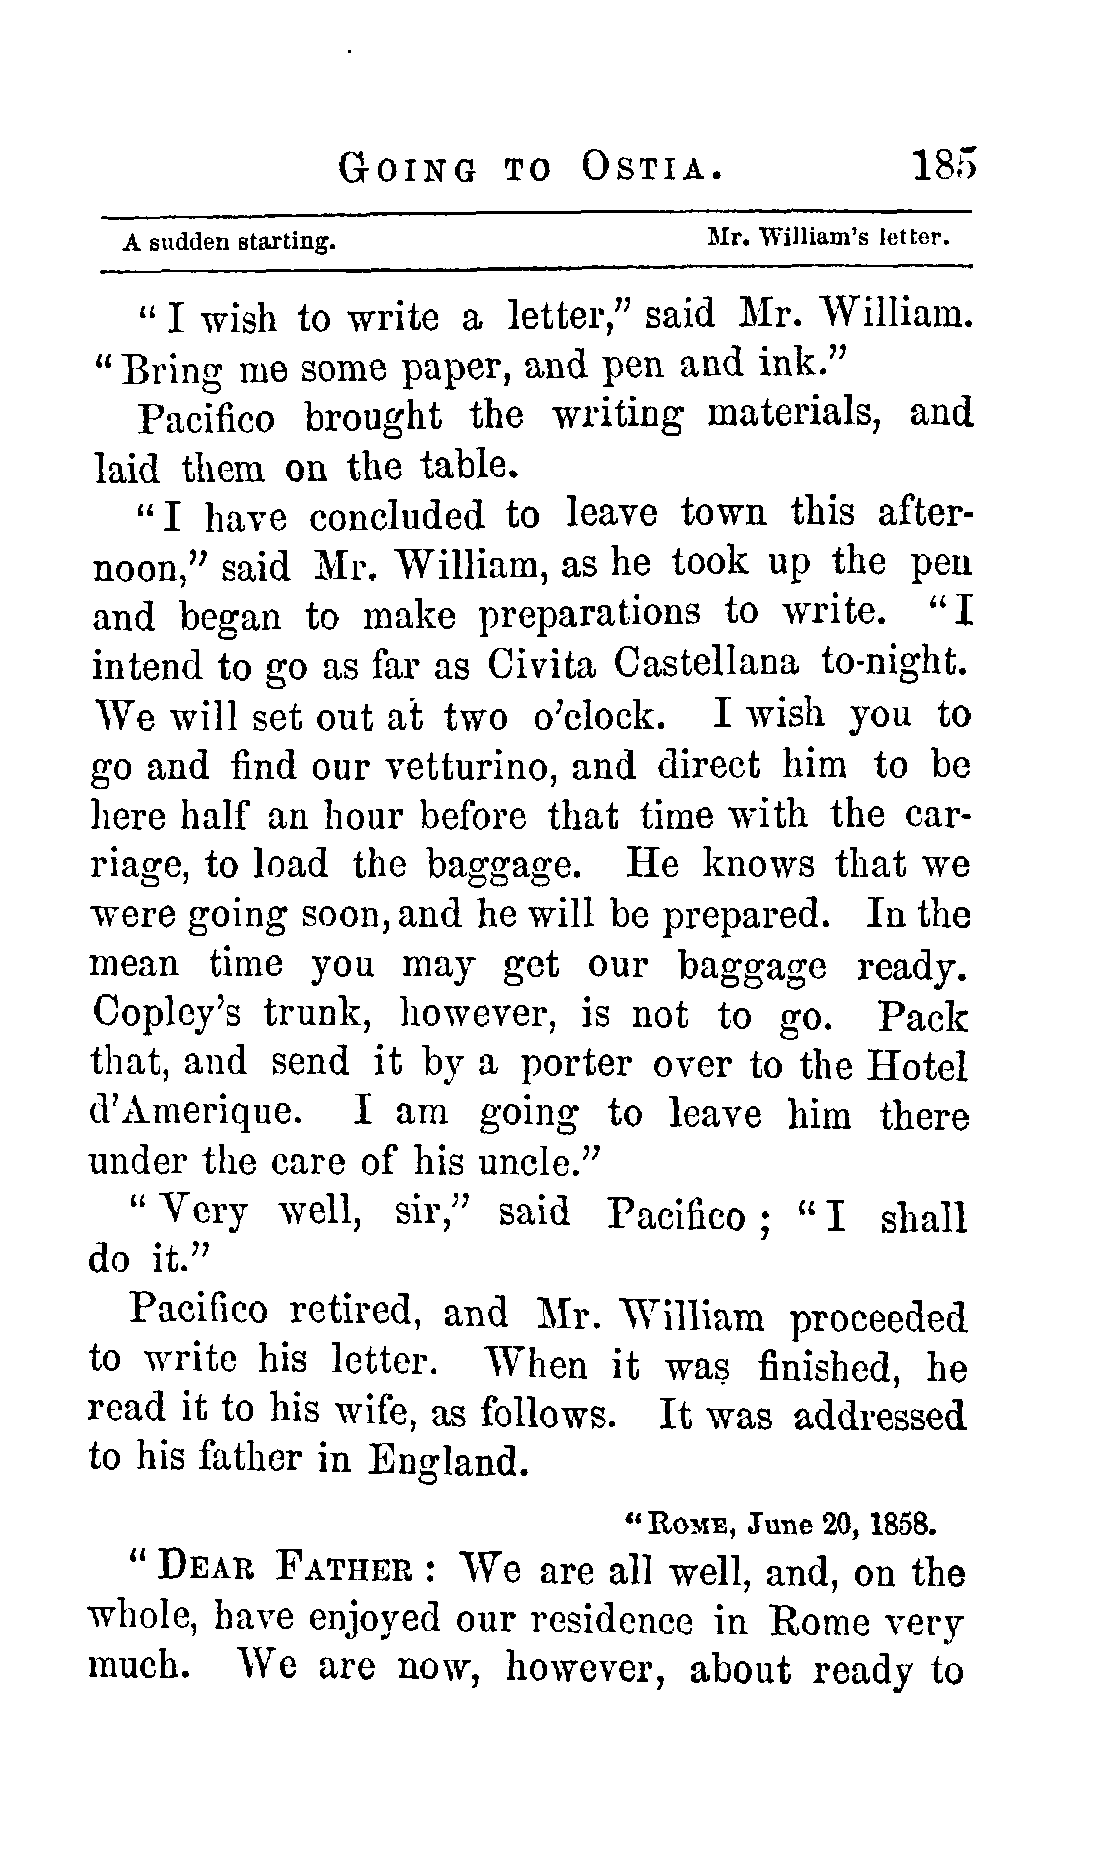 GOING TO OSTIA. 185
A sudden starting. Mr. William's letter.
“I wish to write a letter,” said Mr. William.
“Bring me some paper, and pen and ink.”
Pacifico brought the writing materials, and
laid them on the table.
“I have concluded to leave town this after-
noon,” said Mr. William, as he took up the pen
and began to make preparations to write. “I
intend to go as far as Civita Castellana to-night.
We will set out at two o'clock. I wish you to
go and find our vetturino, and direct him to be
here half an hour before that time with the car-
riage, to load the baggage. He knows that we
were going soon, and he will be prepared. In the
mean time you may get our baggage ready.
Copley's trunk, however, is not to go. Pack
that, and send it by a porter over to the Hotel
d'Amerique. I am going to leave him there
under the care of his uncle.”
“Very well, sir,” said Pacifico; “I shall
do it.”
Pacifico retired, and Mr. William proceeded
to write his letter. When it was finished, he
read it to his wife, as follows. It was addressed
to his father in England.
“ROME, June 20, 1858.
“DEAR FATHER: We are all well, and, on the
whole, have enjoyed our residence in Rome very
much. We are now, however, about ready to